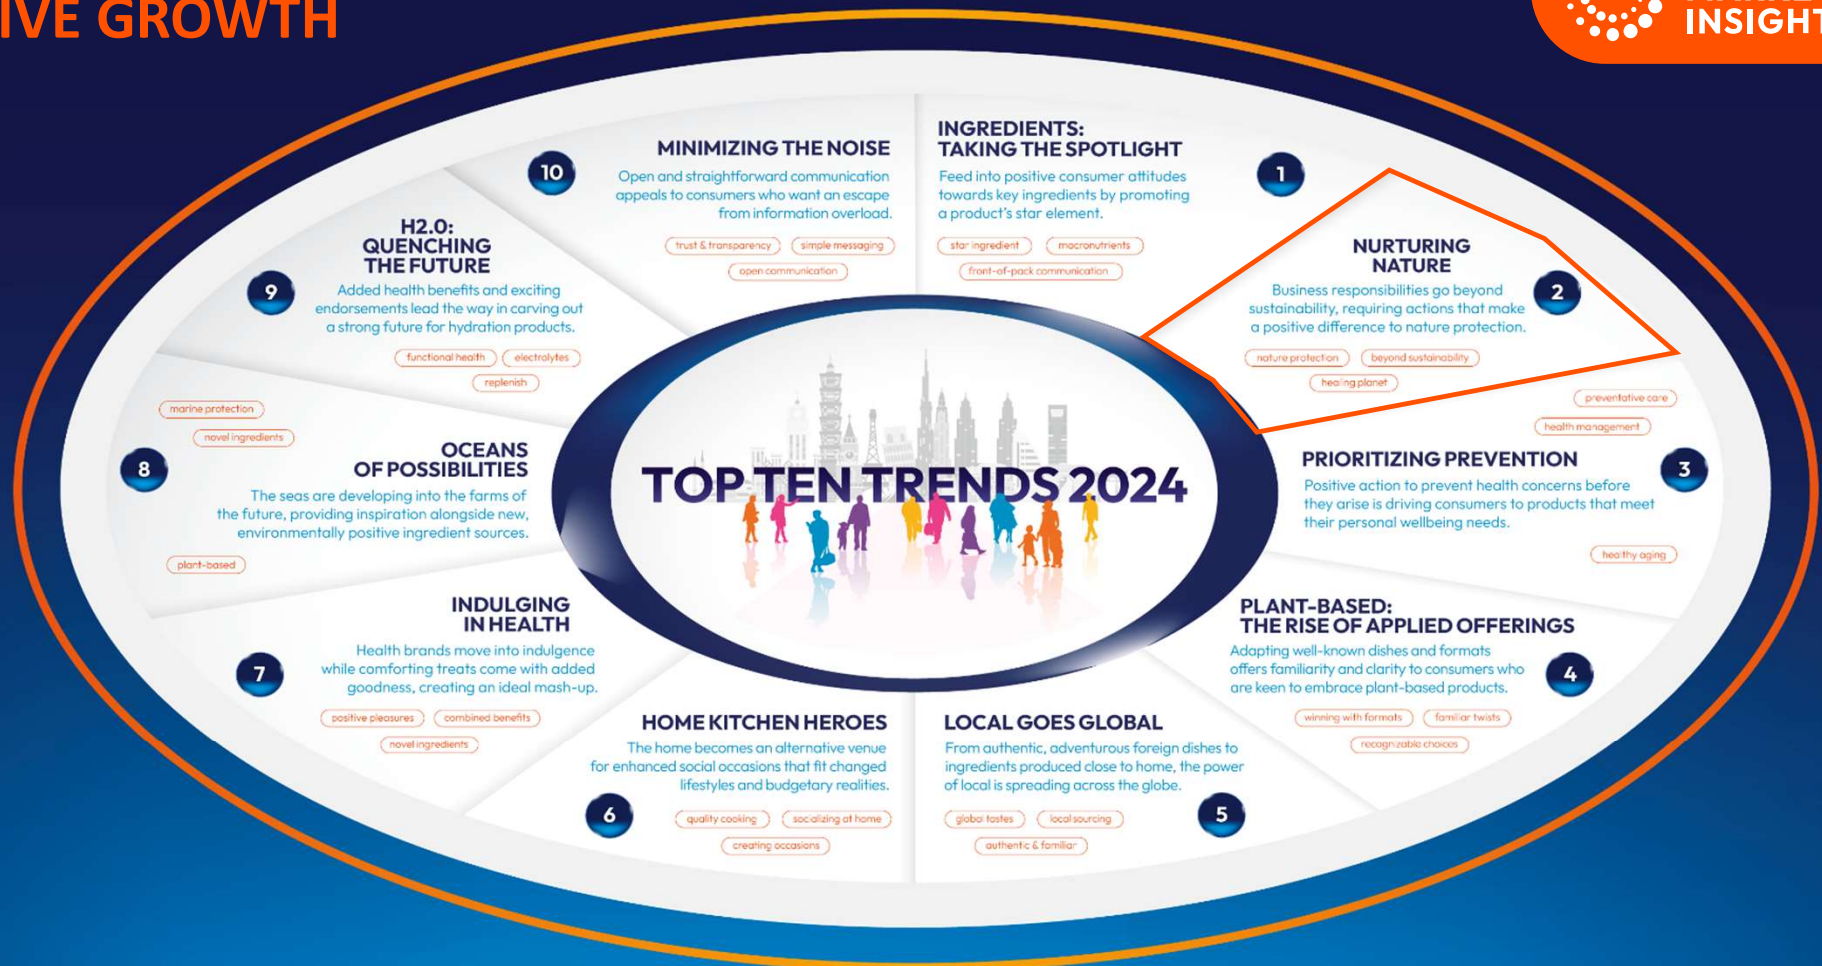 IVE GROWTH
INSIGHT
10
MINIMIZING THE NOISE
Open and straightforward communication
appeals to consumers who want an escape
from information overload.
trust & transparency
simple messaging
open communication
INGREDIENTS:
TAKING THE SPOTLIGHT
Feed into positive consumer attitudes
towards key ingredients by promoting
a product's star element.
star ingredient
macronutrients
front-of-pack communication
1
NURTURING
NATURE
Business responsibilities go beyond
sustainability, requiring actions that make
a positive difference to nature protection.
nature protection
beyond sustainability
healing planet
2
preventative care
health management
PRIORITIZING PREVENTION
Positive action to prevent health concerns before
they arise is driving consumers to products that meet
their personal wellbeing needs.
healthy aging
3
PLANT-BASED:
THE RISE OF APPLIED OFFERINGS
Adapting well-known dishes and formats
offers familiarity and clarity to consumers who
are keen to embrace plant-based products.
winning with formats
familiar twists
recognizable choices
4
LOCAL GOES GLOBAL
From authentic, adventurous foreign dishes to
ingredients produced close to home, the power
of local is spreading across the globe.
global tastes
local sourcing
authentic & familiar
5
HOME KITCHEN HEROES
The home becomes an alternative venue
for enhanced social occasions that fit changed
lifestyles and budgetary realities.
quality cooking
socializing at home
creating occasions
6
INDULGING
IN HEALTH
Health brands move into indulgence
while comforting treats come with added
goodness, creating an ideal mash-up.
positive pleasures
combined benefits
novel ingredients
7
marine protection
novel ingredients
OCEANS
OF POSSIBILITIES
The seas are developing into the farms of
the future, providing inspiration alongside new,
environmentally positive ingredient sources.
plant-based
8
H2.0:
QUENCHING
THE FUTURE
Added health benefits and exciting
endorsements lead the way in carving out
a strong future for hydration products.
functional health
electrolytes
replenish
9
TOP TEN TRENDS 2024